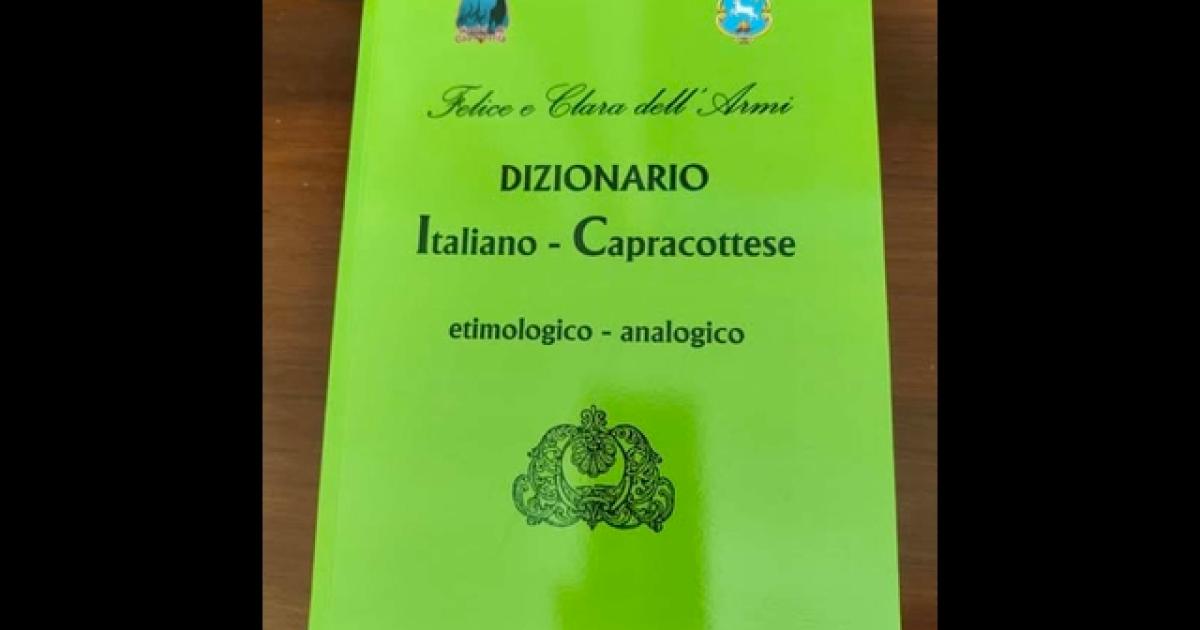 Felice e Clara dell'Armi
DIZIONARIO
Italiano - Capracottese
etimologico - analogico